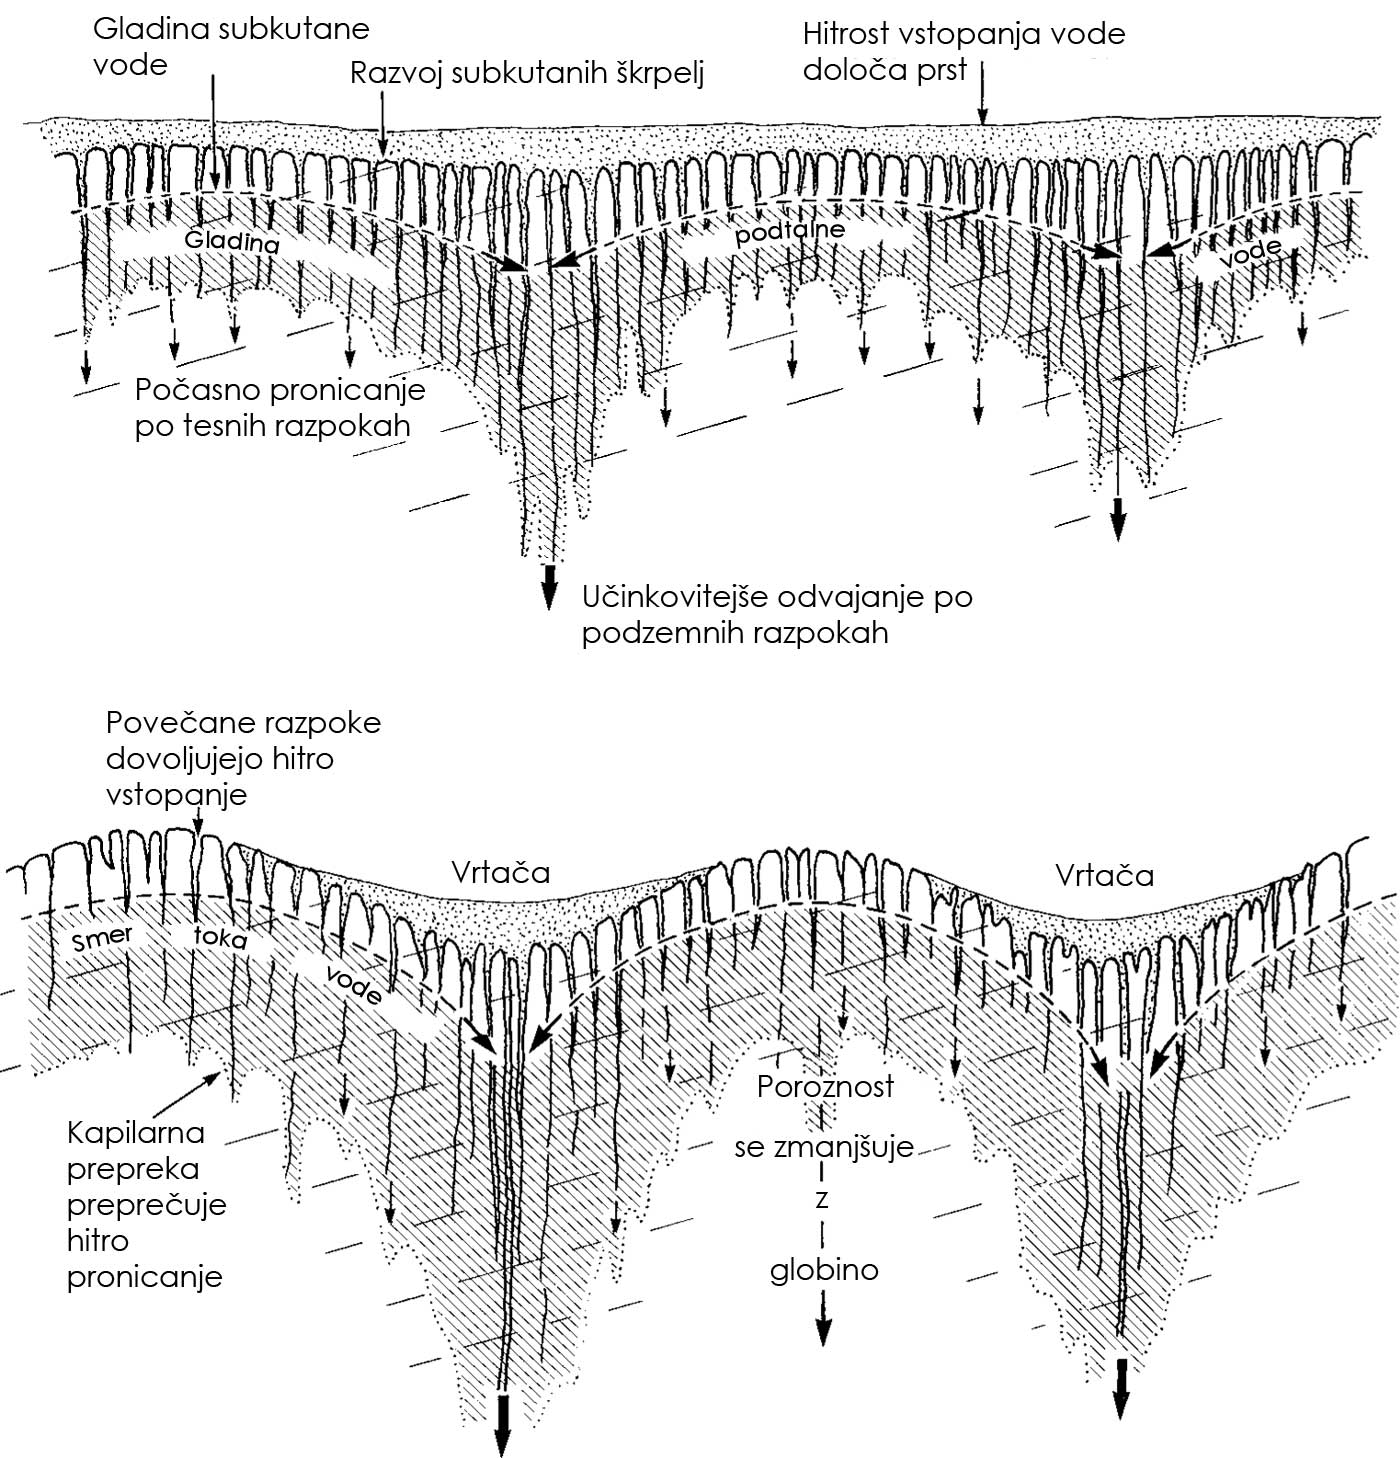 Gladina subkutane
vode
Razvoj subkutanih škrpelj
Hitrost vstopanja vode
določa prst
Gladina
podtalne
vode
Počasno pronicanje
po tesnih razpokah
Učinkovitejše odvajanje po
podzemnih razpokah
Povečane razpoke
dovoljujejo hitro
vstopanje
Vrtača
Vrtača
Smer
toka
vode
Kapilarna
prepreka
preprečuje
hitro
pronicanje
Poroznost
se zmanjšuje
z
globino